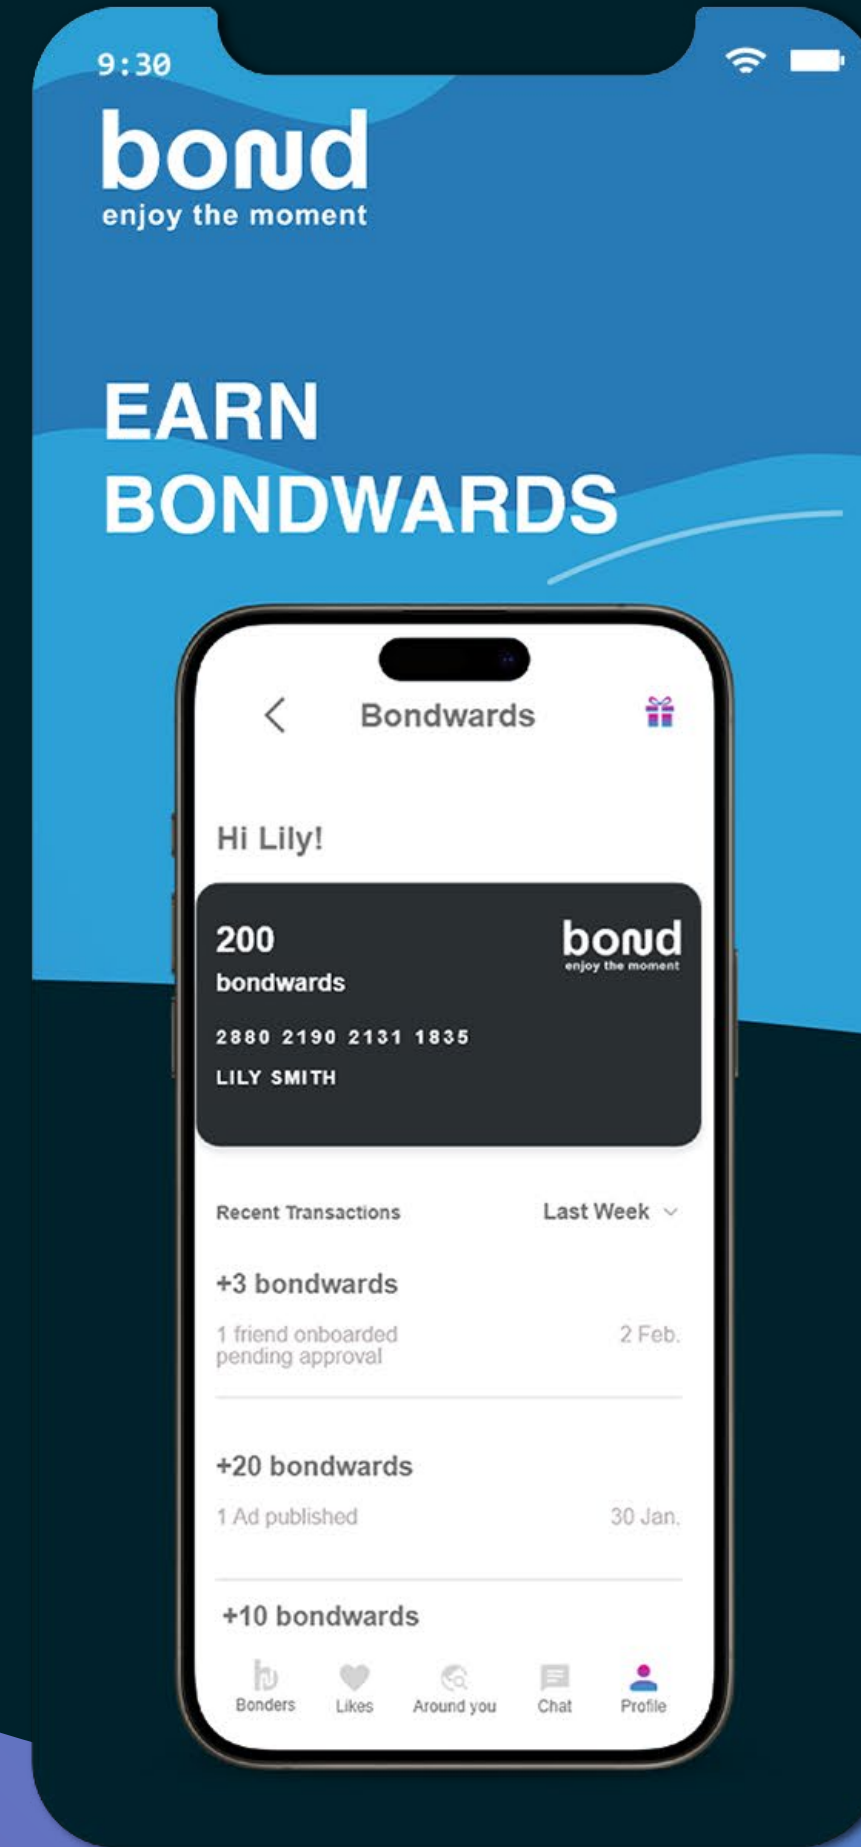 9:30
bond
enjoy the moment
EARN
BONDWARDS
Bondwards
Hi Lily!
200
bond
bondwards
enjoy the moment
2880 2190 2131 1835
LILY SMITH
Recent Transactions
Last Week
+3 bondwards
1 friend onboarded
2 Feb.
pending approval
+20 bondwards
1 Ad published
30 Jan.
+10 bondwards
Bonders
Likes
Around you
Chat
Profile